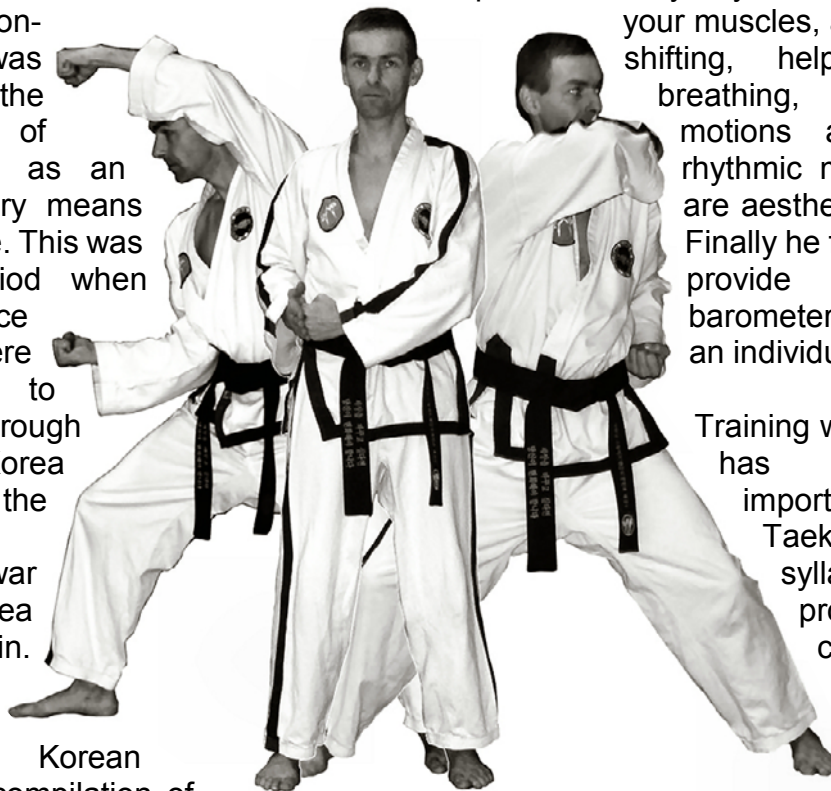 on-
was
the
of
as an
ry means
. This was
iod when
ce
ere
to
rough
orea
the
war
ea
in.
Korean
compilation of
your muscles,
shifting, help
breathing,
motions a
rhythmic
are aesthe
Finally he
provide
barometer
an individu
Training w
has
import
Taek
sylla
pr
c